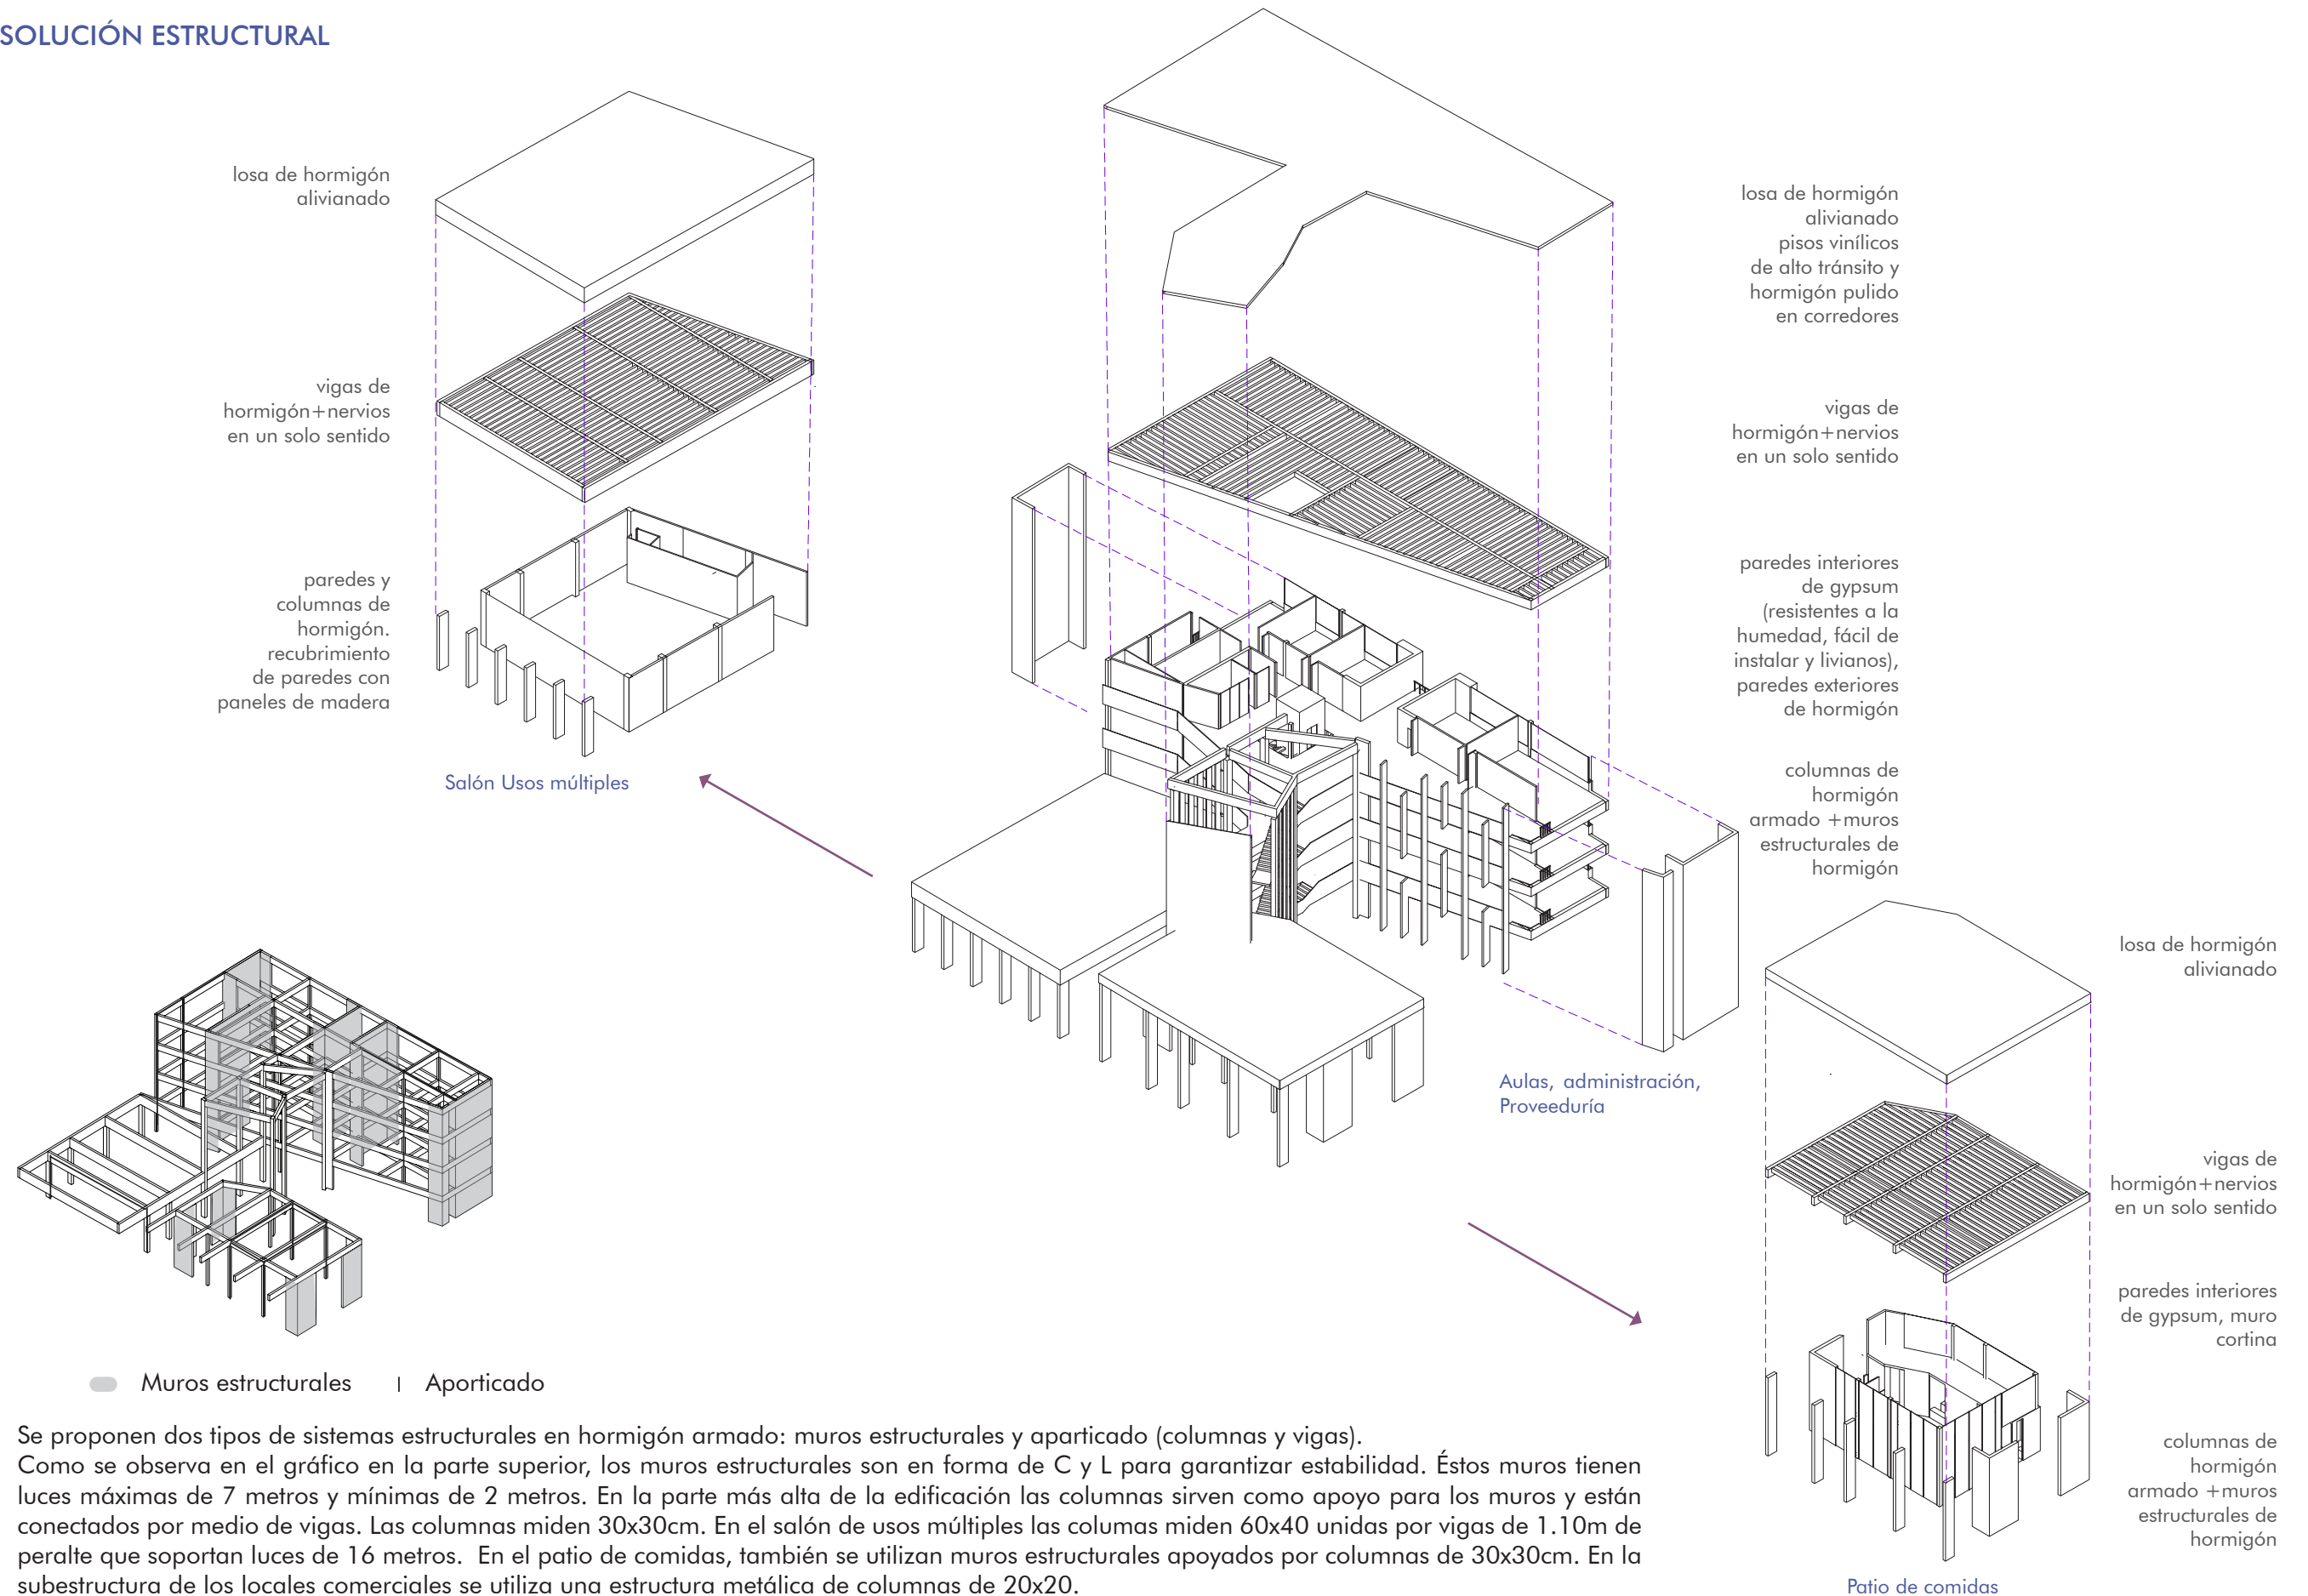 SOLUCIÓN ESTRUCTURAL
losa de hormigón
alivianado
vigas de
hormigón+nervios
en un solo sentido
paredes y
columnas de
hormigón.
recubrimiento
de paredes con
paneles de madera
Salón Usos múltiples
losa de hormigón
alivianado
pisos vinílicos
de alto tránsito y
hormigón pulido
en corredores
vigas de
hormigón+nervios
en un solo sentido
paredes interiores
de gypsum
(resistentes a la
humedad, fácil de
instalar y livianos),
paredes exteriores
de hormigón
columnas de
hormigón
armado +muros
estructurales de
hormigón
Aulas, administración,
Proveeduría
losa de hormigón
alivianado
vigas de
hormigón+nervios
en un solo sentido
paredes interiores
de gypsum, muro
cortina
columnas de
hormigón
armado +muros
estructurales de
hormigón
Patio de comidas
Muros estructurales
Aporticado
Se proponen dos tipos de sistemas estructurales en hormigón armado: muros estructurales y aparticado (columnas y vigas).
Como se observa en el gráfico en la parte superior, los muros estructurales son en forma de C y L para garantizar estabilidad. Éstos muros tienen
luces máximas de 7 metros y mínimas de 2 metros. En la parte más alta de la edificación las columnas sirven como apoyo para los muros y están
conectados por medio de vigas. Las columnas miden 30x30cm. En el salón de usos múltiples las columas miden 60x40 unidas por vigas de 1.10m de
peralte que soportan luces de 16 metros.  En el patio de comidas, también se utilizan muros estructurales apoyados por columnas de 30x30cm. En la
subestructura de los locales comerciales se utiliza una estructura metálica de columnas de 20x20.